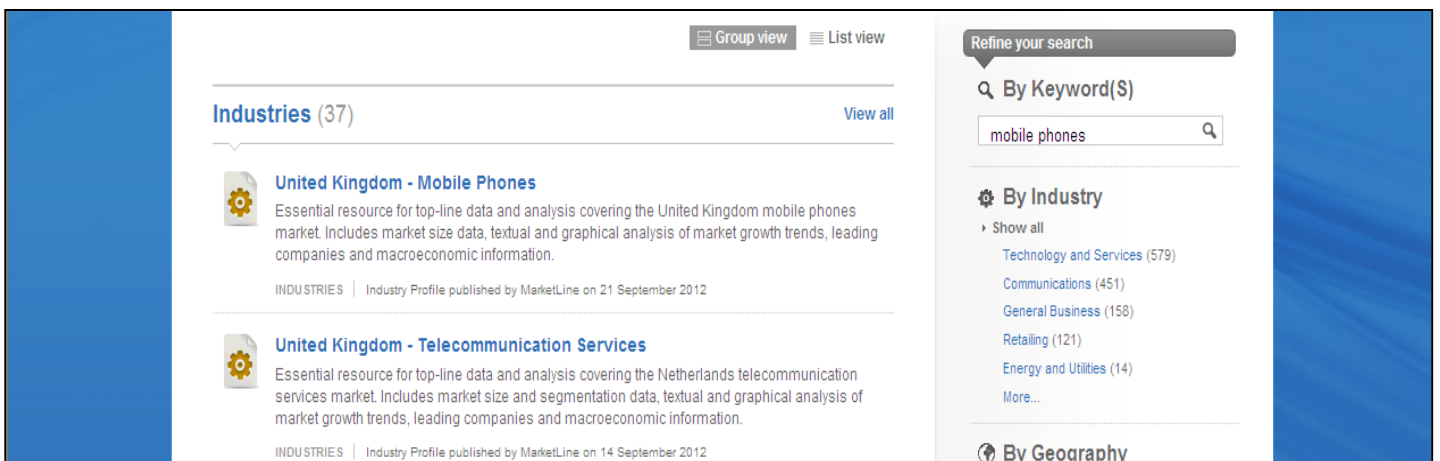 Group view
List view
Industries (37)
View all
United Kingdom - Mobile Phones
Essential resource for top-line data and analysis covering the United Kingdom mobile phones
market. Includes market size data, textual and graphical analysis of market growth trends, leading
companies and macroeconomic information.
INDUSTRIES | Industry Profile published by MarketLine on 21 September 2012
United Kingdom - Telecommunication Services
Essential resource for top-line data and analysis covering the Netherlands telecommunication
services market. Includes market size and segmentation data, textual and graphical analysis of
market growth trends, leading companies and macroeconomic information.
INDUSTRIES | Industry Profile published by MarketLine on 14 September 2012
Refine your search
By Keyword(S)
mobile phones
By Industry
Show all
Technology and Services (579)
Communications (451)
General Business (158)
Retailing (121)
Energy and Utilities (14)
More...
By Geography